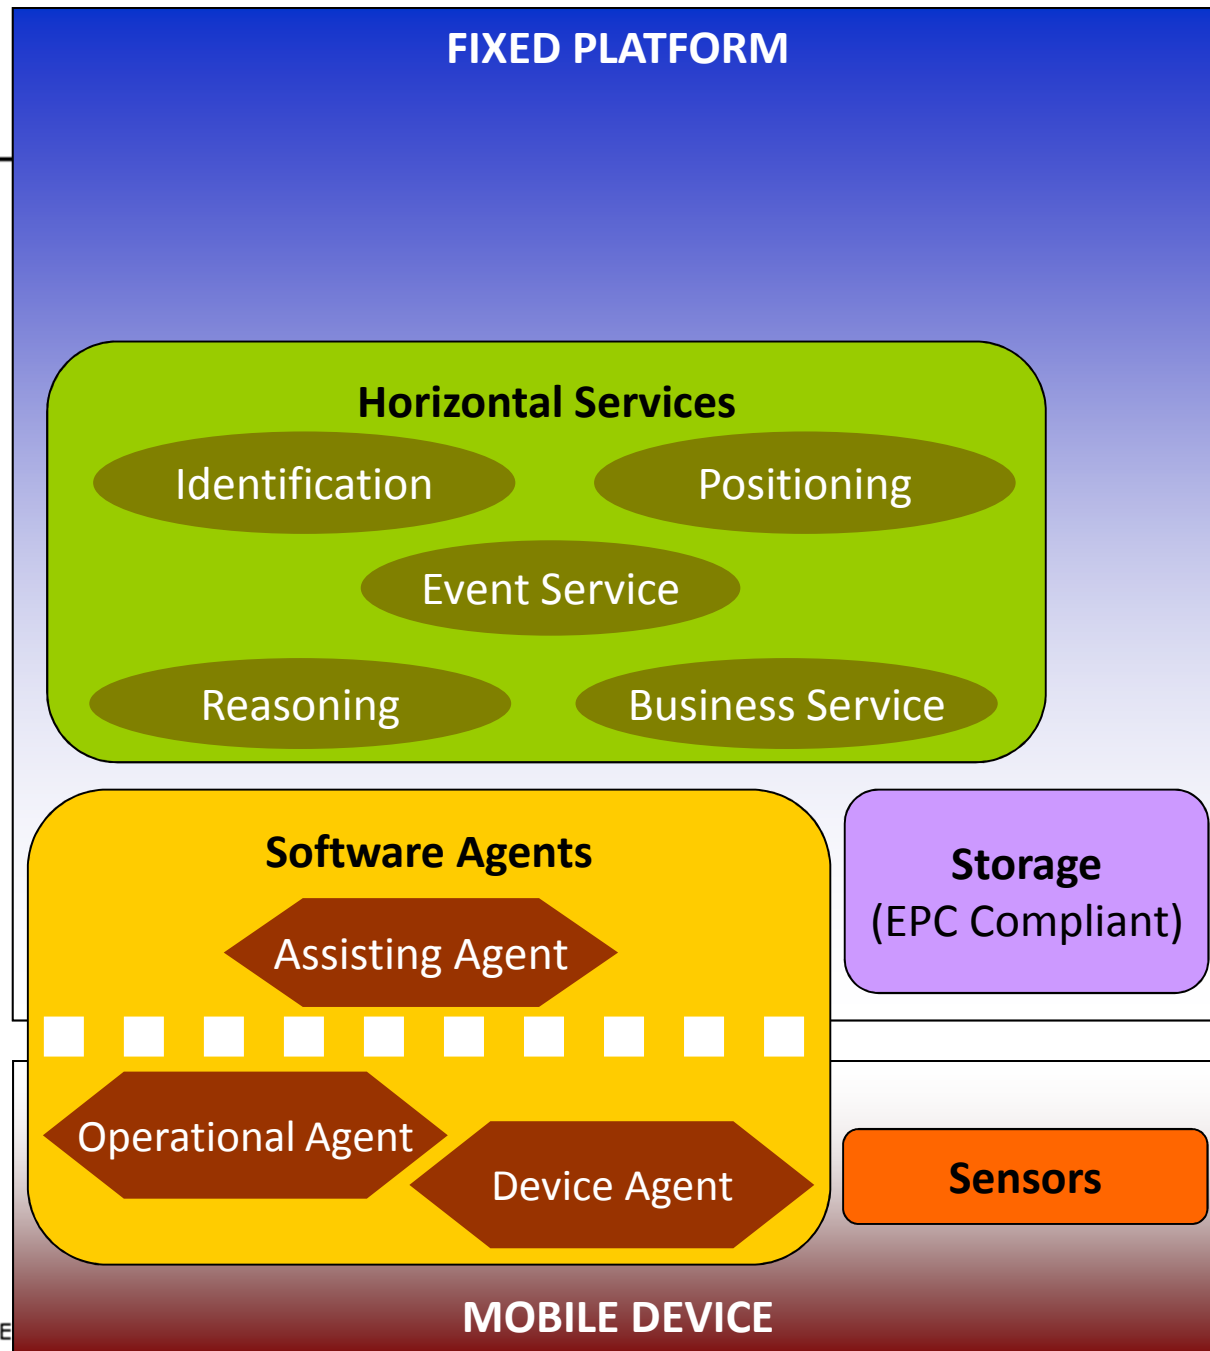 FIXED PLATFORM
Horizontal Services
Identification
Positioning
Event Service
Reasoning
Business Service
Software Agents
Storage
(EPC Compliant)
Assisting Agent
Operational Agent
Device Agent
Sensors
MOBILE DEVICE
E